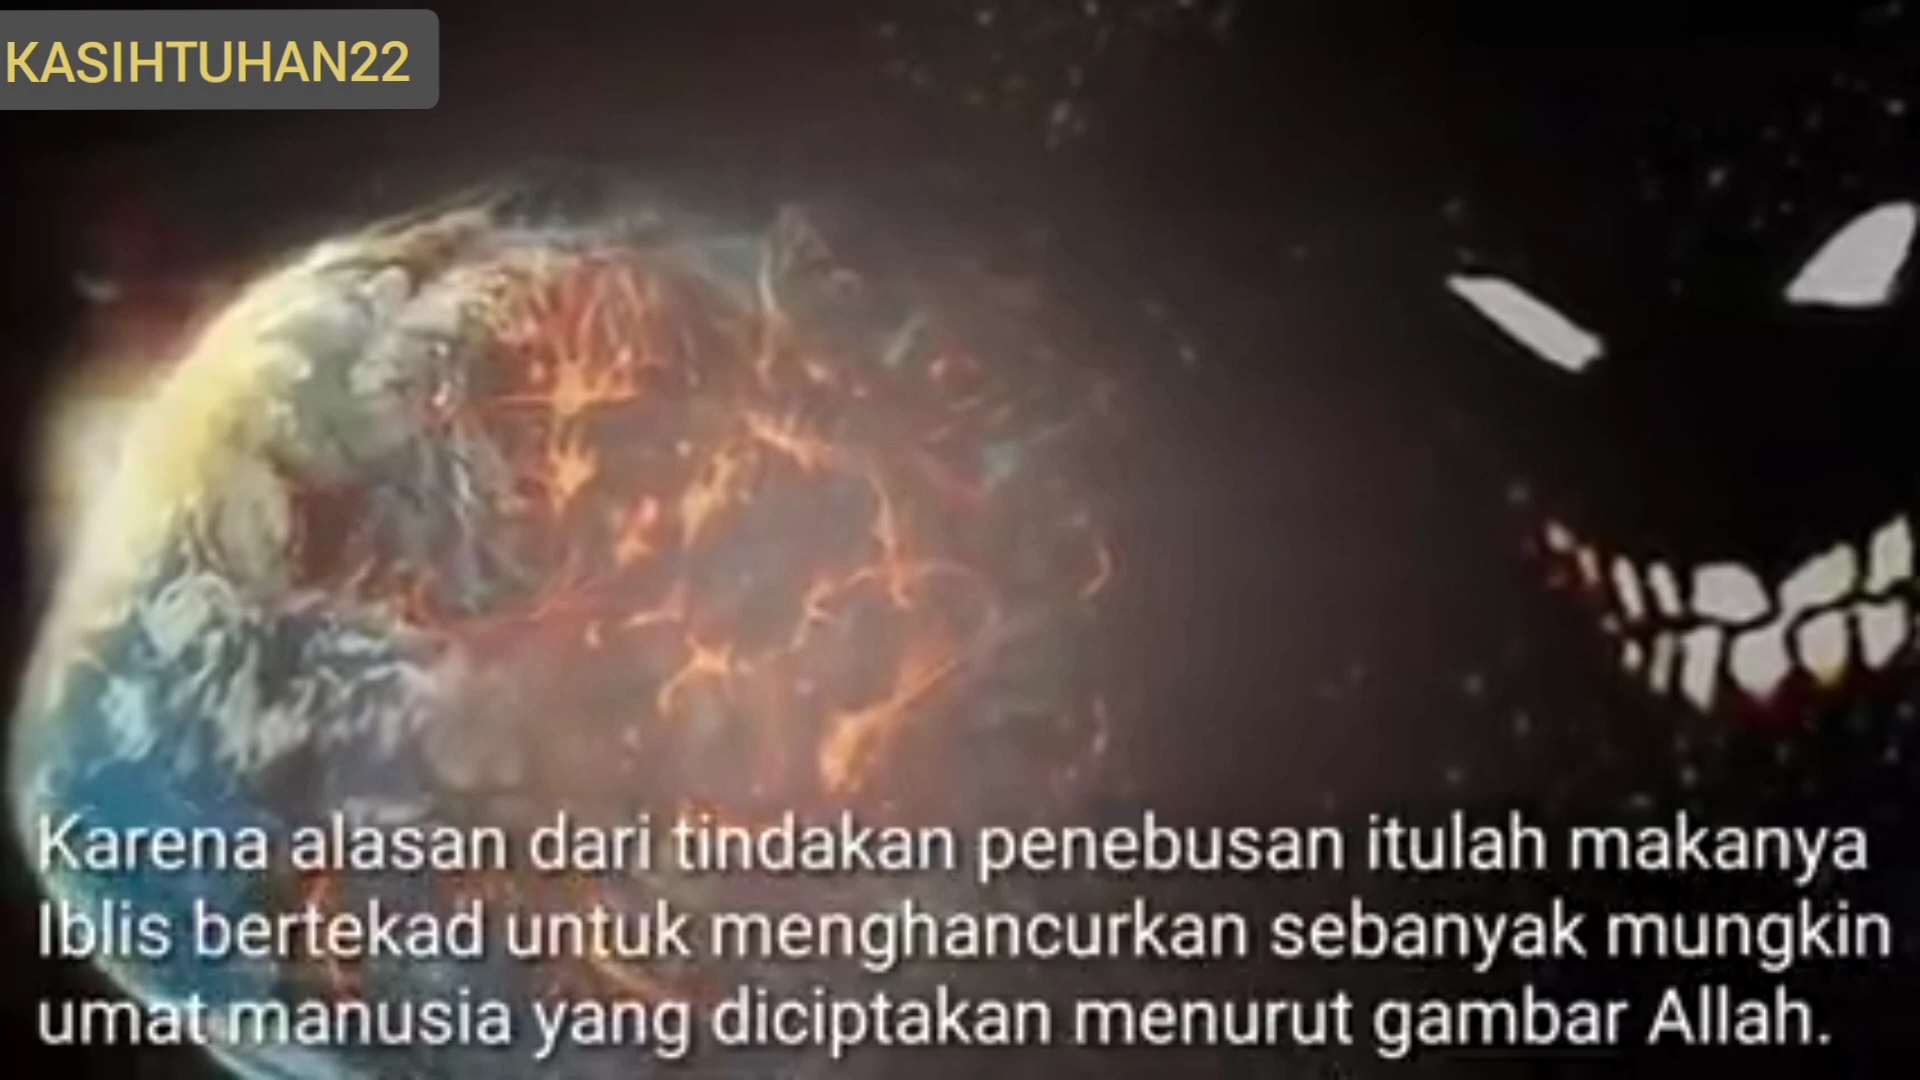 KASIHTUHAN22
Karena alasan dari tindakan penebusan itulah makanya
Iblis bertekad untuk menghancurkan sebanyak mungkin
umat manusia yang diciptakan menurut gambar Allah.